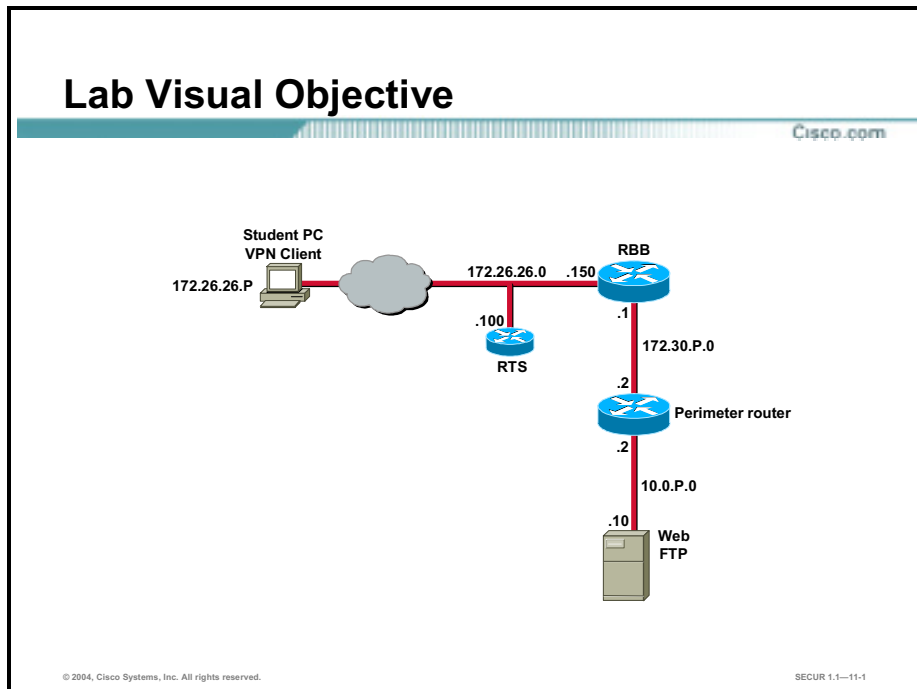 Lab Visual Objective
Cisco.com
Student PC
VPN Client
172.26.26.P
172.26.26.0
.150
RBB
.100
RTS
.1
172.30.P.0
.2
Perimeter router
.2
10.0.P.0
.10
Web
FTP
© 2004, Cisco Systems, Inc. All rights reserved.
SECUR 1.1—11-1